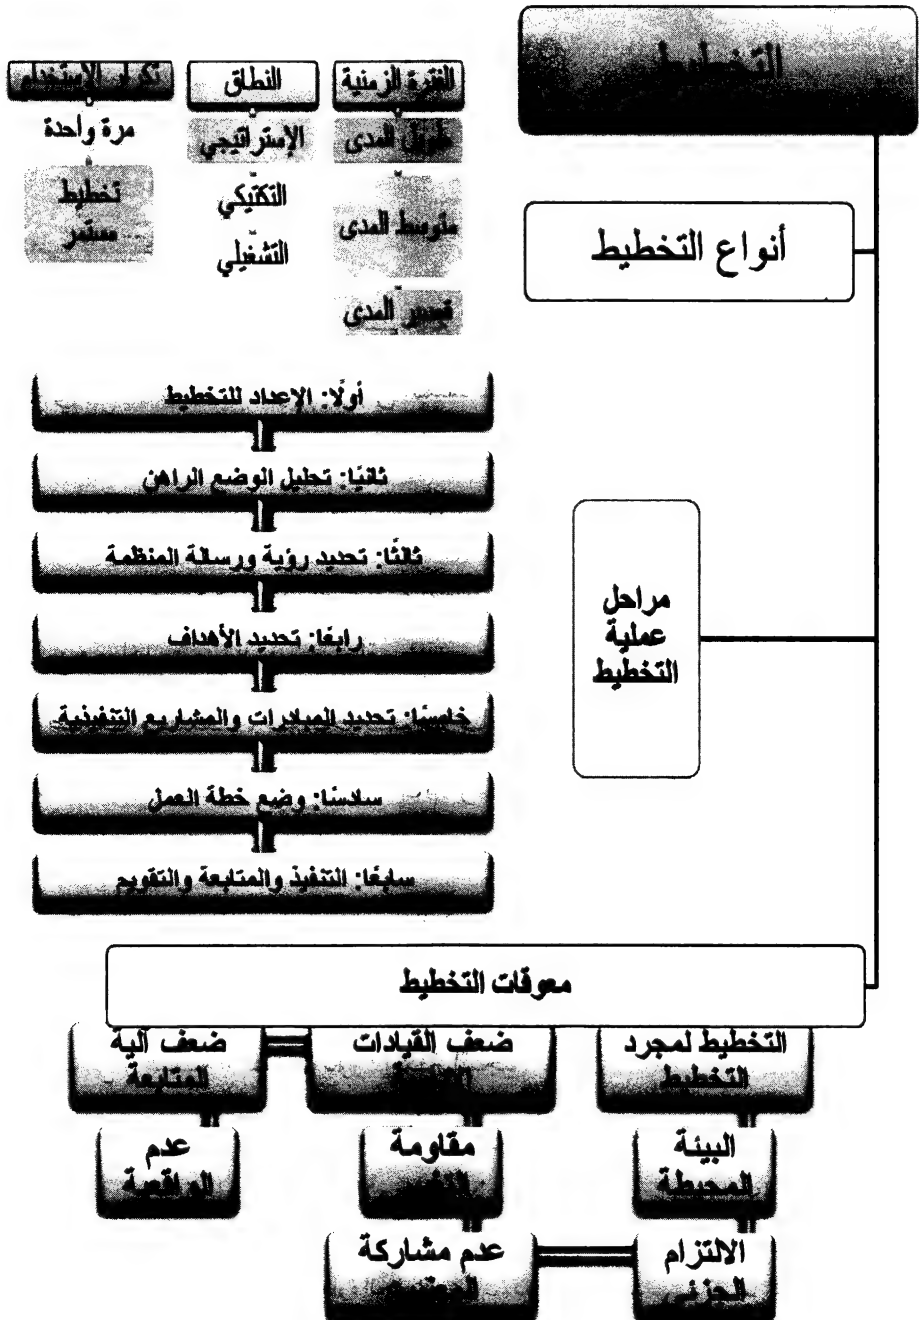 التخطيط
أنواع التخطيط
الفترة الزمنية
طويل المدى
متوسط المدى
قصير المدى
النطاق
الإستراتيجي
التكتيكي
التشغيلي
تكرار الإستخدام
مرة واحدة
تخطيط
مستمر
مراحل
عملية
التخطيط
أولًا: الإعداد للتخطيط
ثانيًا: تحليل الوضع الراهن
ثالثًا: تحديد رؤية ورسالة المنظمة
رابعًا: تحديد الأهداف
خامسًا: تحديد المبادرات والمشاريع التنفيذية
سادسًا: وضع خطة العمل
سابعًا: التنفيذ والمتابعة والتقويم
معوقات التخطيط
التخطيط لمجرد
التخطيط
البيئة
المحيطة
الالتزام
الجزئي
عدم مشاركة
مقاومة
ضعف القيادات
ضعف آلية
المتابعة
عدم
الواقعية